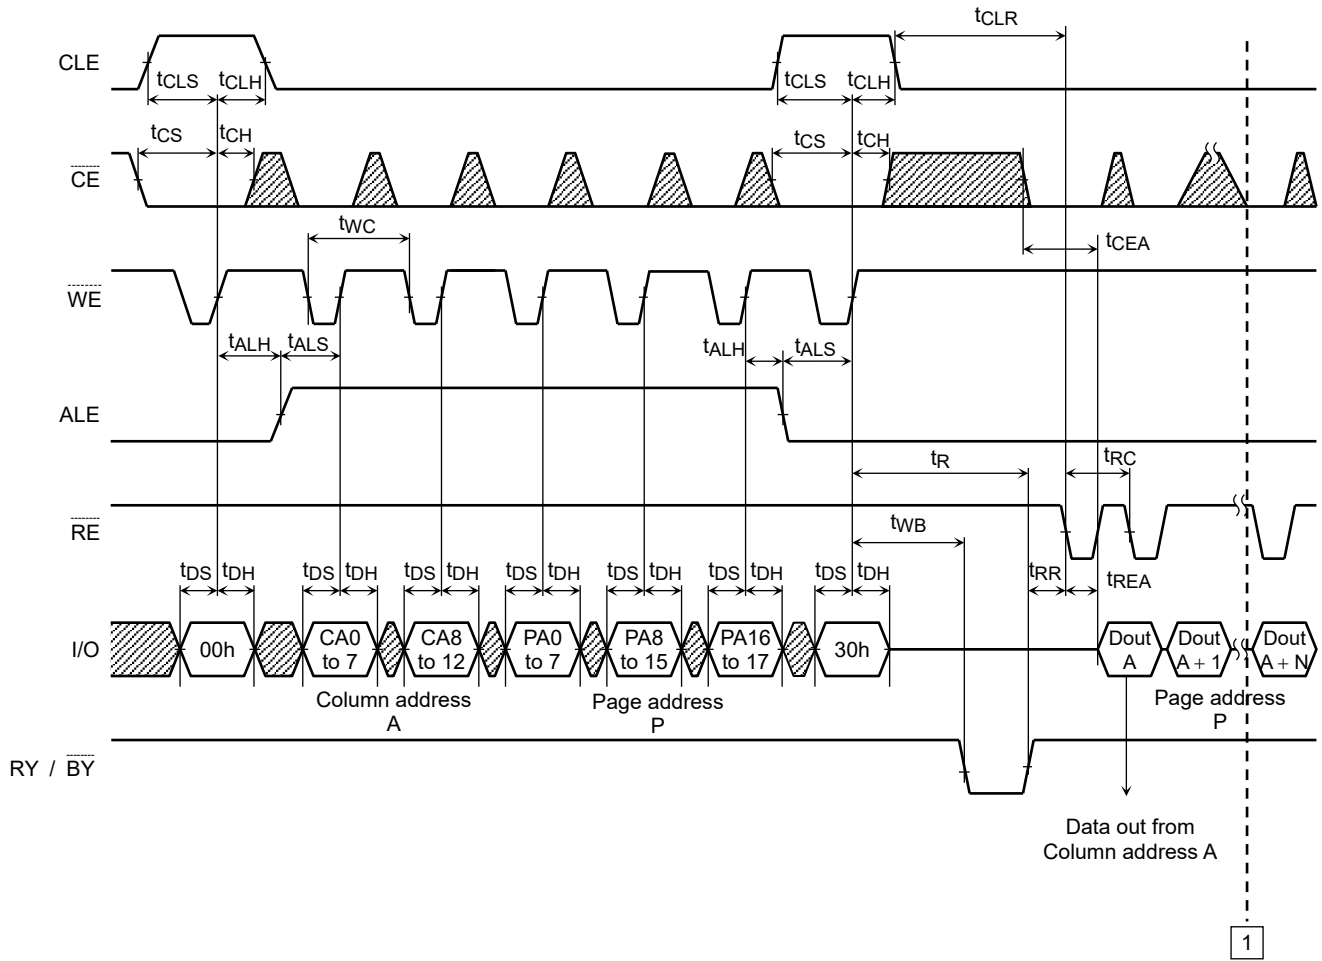 tCLR
CLE
tCLS tCLH tCLS tCLH
tCS tCH tCS tCH
CE
tWC tCEA
WE
tALH tALS tALH tALS
ALE
tR tRC
RE
tWB
tDS tDH tDS tDH tDS tDH tDS tDH tDS tDH tDS tDH tDS tDH tRR tREA
I/O 00h CA0 to 7 CA8 to 12 PA0 to 7 PA8 to 15 PA16 to 17 30h Dout A Dout A + 1 Dout A + N
Column address A
Page address P
Page address P
RY / BY
Data out from
Column address A
1